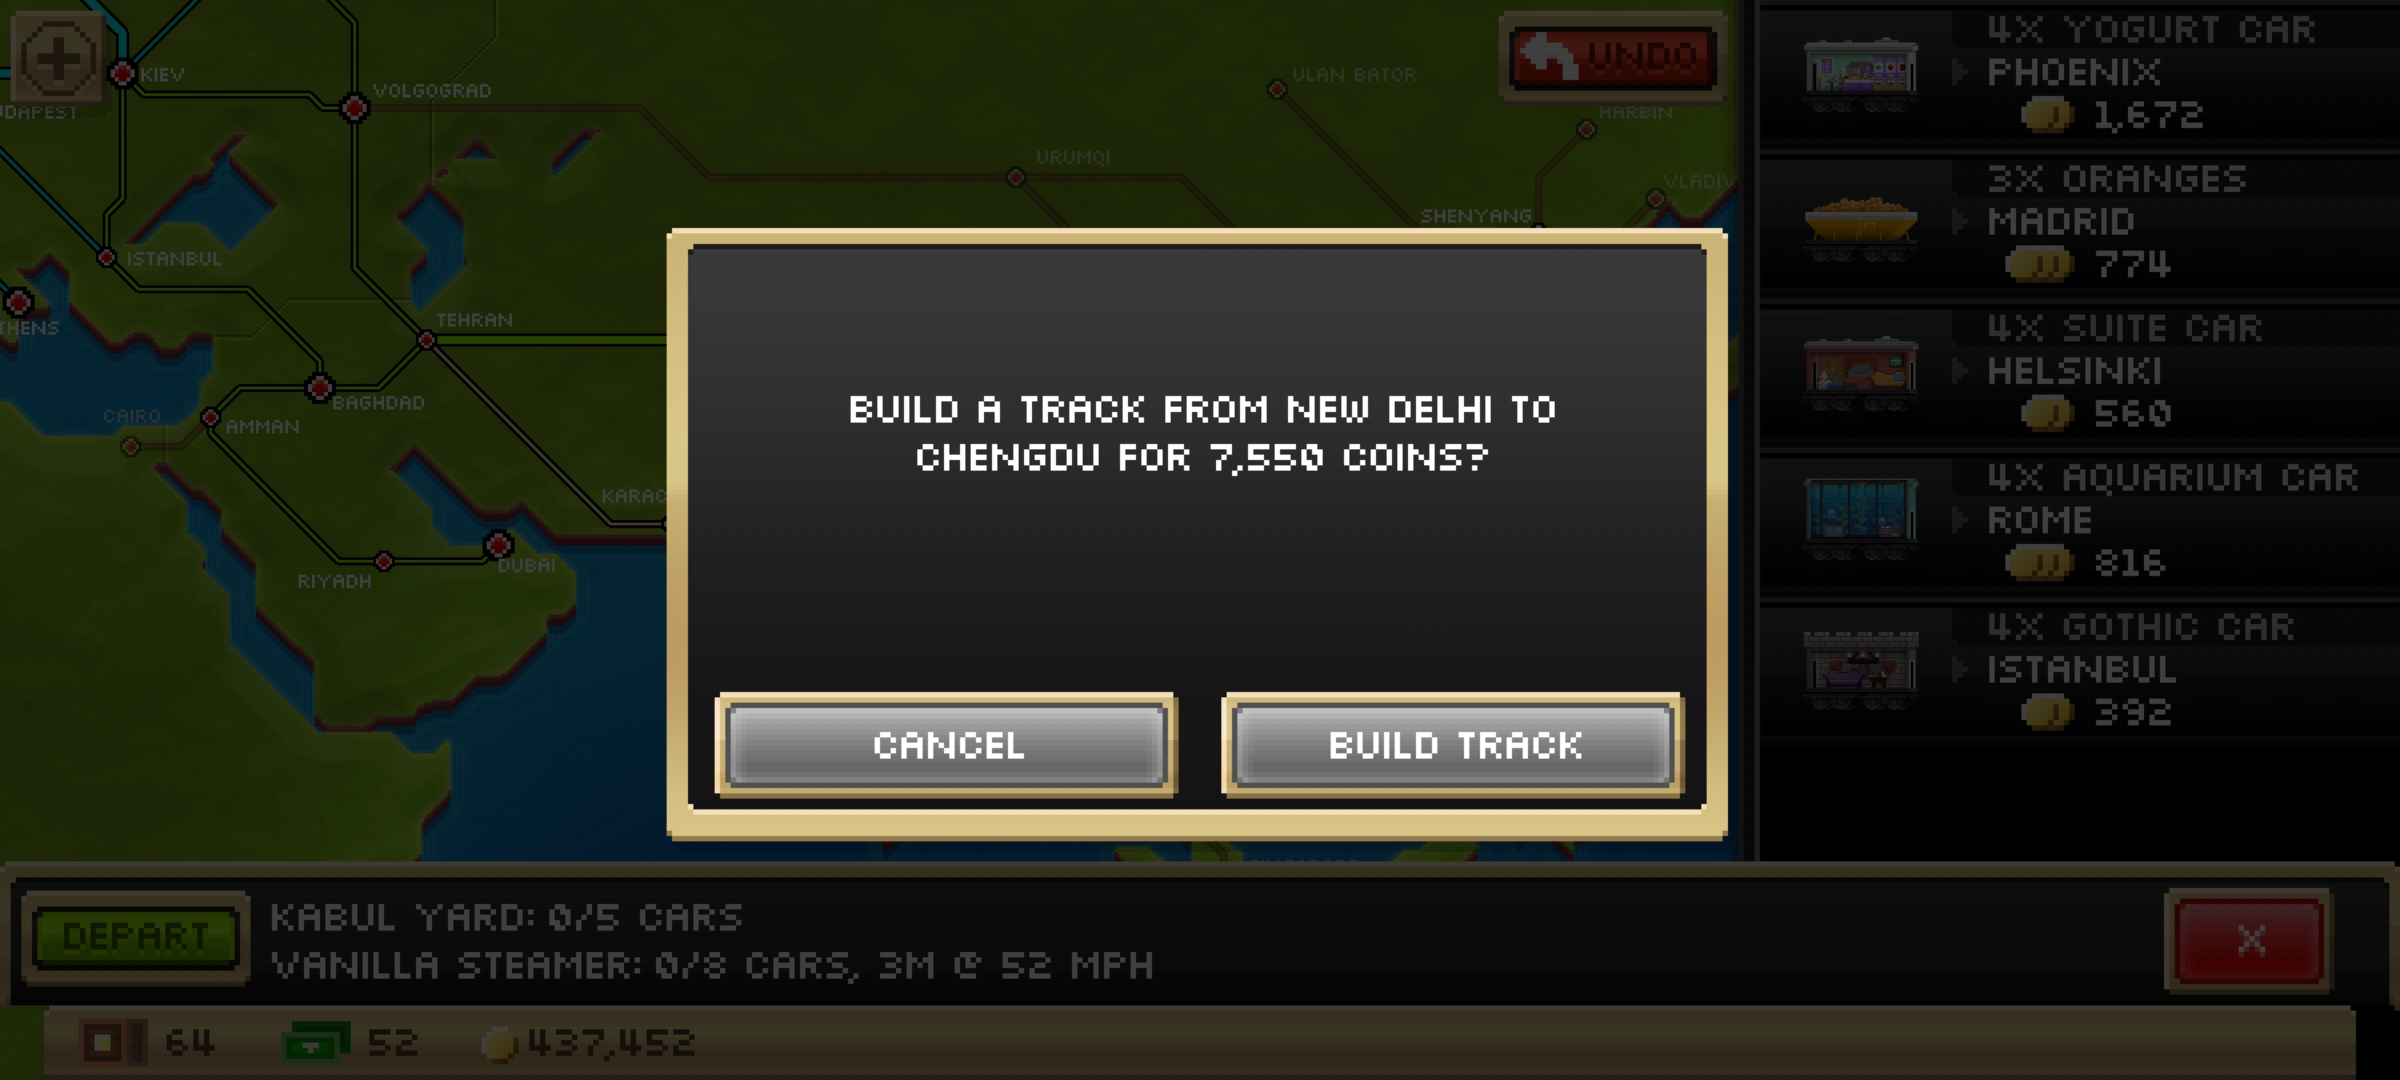 KIEV
VOLGOGRAD
ULAN BATOR
UNDO
HARBIN
URUMQI
SHENYANG
ISTANBUL
TEHRAN
BAGHDAD
CAIRO
AMMAN
RIYADH
DUBAI
BUILD A TRACK FROM NEW DELHI TO
CHENGDU FOR 7,550 COINS?
CANCEL
BUILD TRACK
4X YOGURT CAR
PHOENIX
1,672
3X ORANGES
MADRID
774
4X SUITE CAR
HELSINKI
560
4X AQUARIUM CAR
ROME
816
4X GOTHIC CAR
ISTANBUL
392
DEPART
KABUL YARD: 0/5 CARS
VANILLA STEAMER: 0/8 CARS, 3M @ 52 MPH
X
64
52
437,452